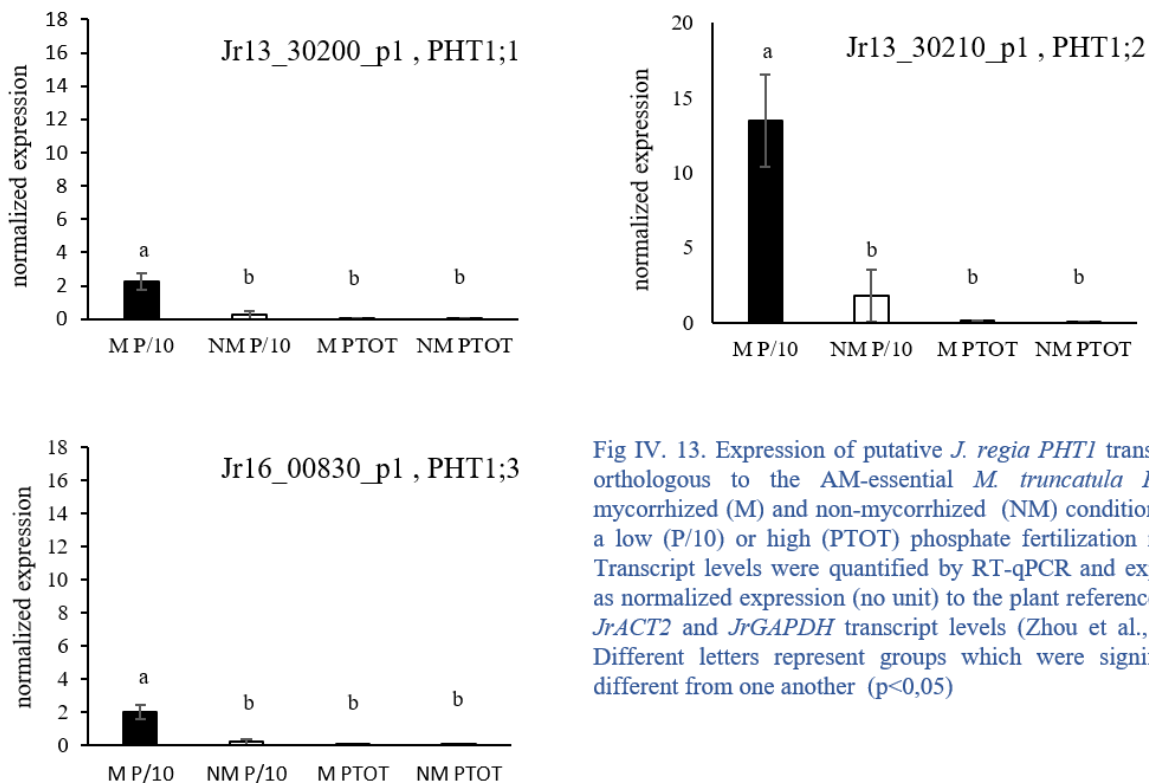 18
16
14
12
10
8
6
4
2
0
normalized expression
Jr13_30200_p1 , PHT1;1
a
b
b
b
M P/10 NM P/10 M PTOT NM PTOT
20
15
10
5
0
normalized expression
Jr13_30210_p1 , PHT1;2
a
b
b
b
M P/10 NM P/10 M PTOT NM PTOT
18
16
14
12
10
8
6
4
2
0
normalized expression
Jr16_00830_p1 , PHT1;3
a
b
b
b
M P/10 NM P/10 M PTOT NM PTOT
Fig IV. 13. Expression of putative J. regia PHT1 trans
orthologous to the AM-essential M. truncatula
mycorrhized (M) and non-mycorrhized (NM) condition
a low (P/10) or high (PTOT) phosphate fertilization
Transcript levels were quantified by RT-qPCR and exp
as normalized expression (no unit) to the plant reference
JrACT2 and JrGAPDH transcript levels (Zhou et al.,
Different letters represent groups which were signifi
different from one another (p<0,05)